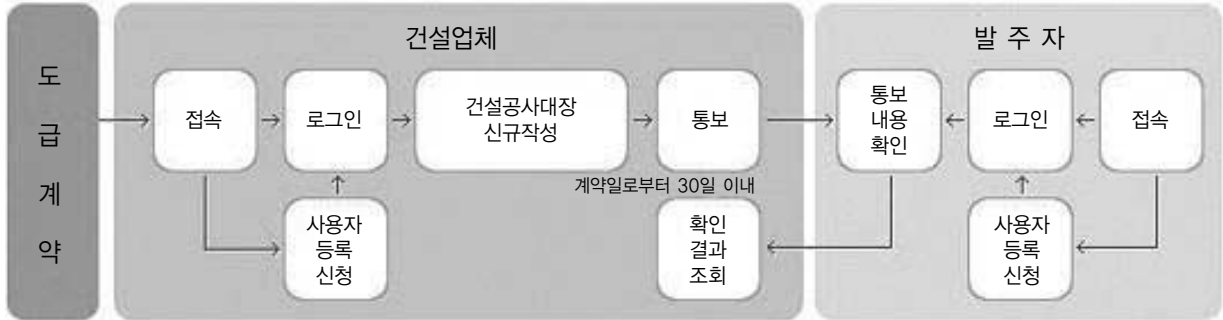 도
급
계
약
건설업체
접속
로그인
건설공사대장
신규작성
통보
계약일로부터 30일 이내
사용자
등록
신청
확인
결과
조회
발 주 자
통보
내용
확인
로그인
접속
사용자
등록
신청